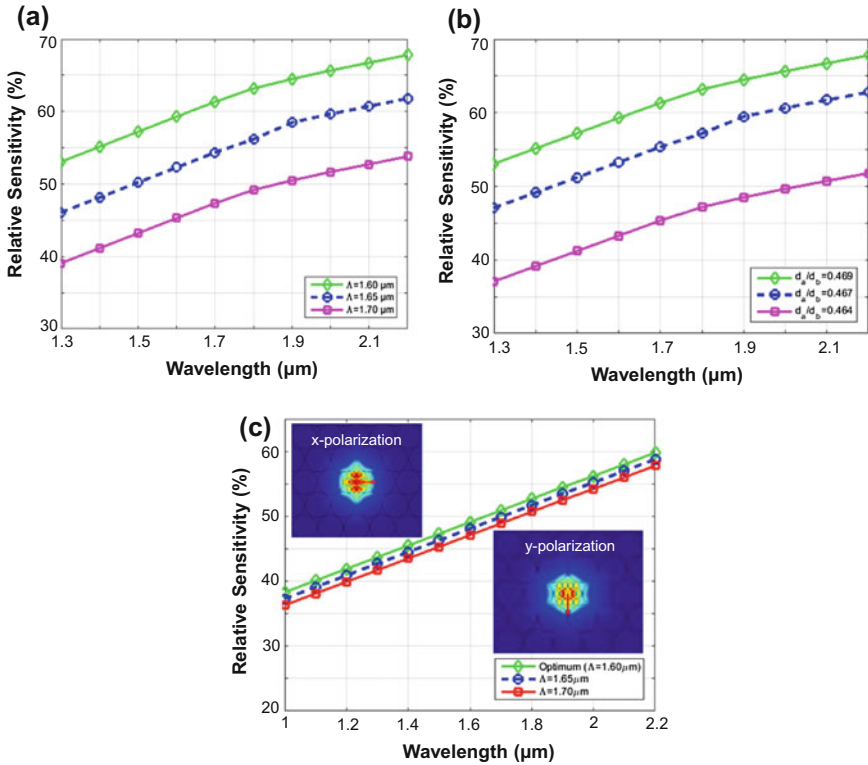 (a)
Relative Sensitivity (%)
70
60
50
40
30
1.3
1.5
1.7
1.9
2.1
Wavelength (µm)
Λ=1.60 µm
Λ=1.65 µm
Λ=1.70 µm
(b)
Relative Sensitivity (%)
70
60
50
40
30
1.3
1.5
1.7
1.9
2.1
Wavelength (µm)
d_a/d_b=0.469
d_a/d_b=0.467
d_a/d_b=0.464
(c)
Relative Sensitivity (%)
60
50
40
30
20
1
1.2
1.4
1.6
1.8
2
2.2
Wavelength (µm)
x-polarization
y-polarization
Optimum (Λ=1.60µm)
Λ=1.65µm
Λ=1.70µm